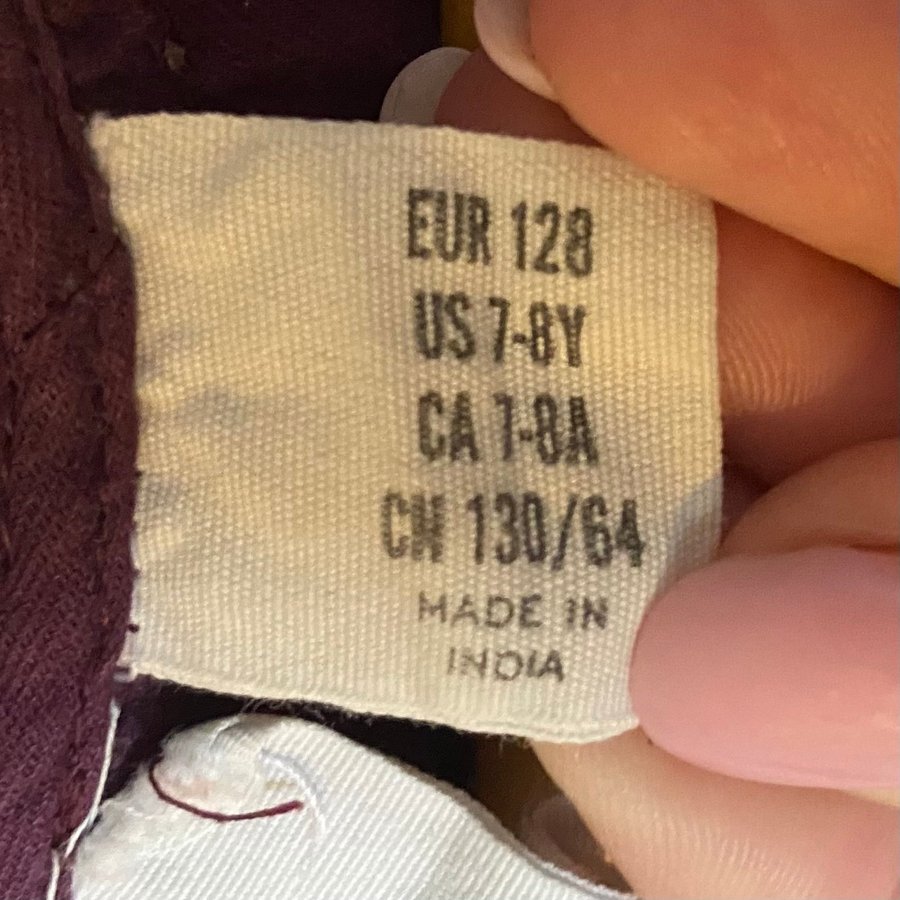 EUR 128
US 7-8Y
CA 7-8A
CN 130/64
MADE IN
INDIA